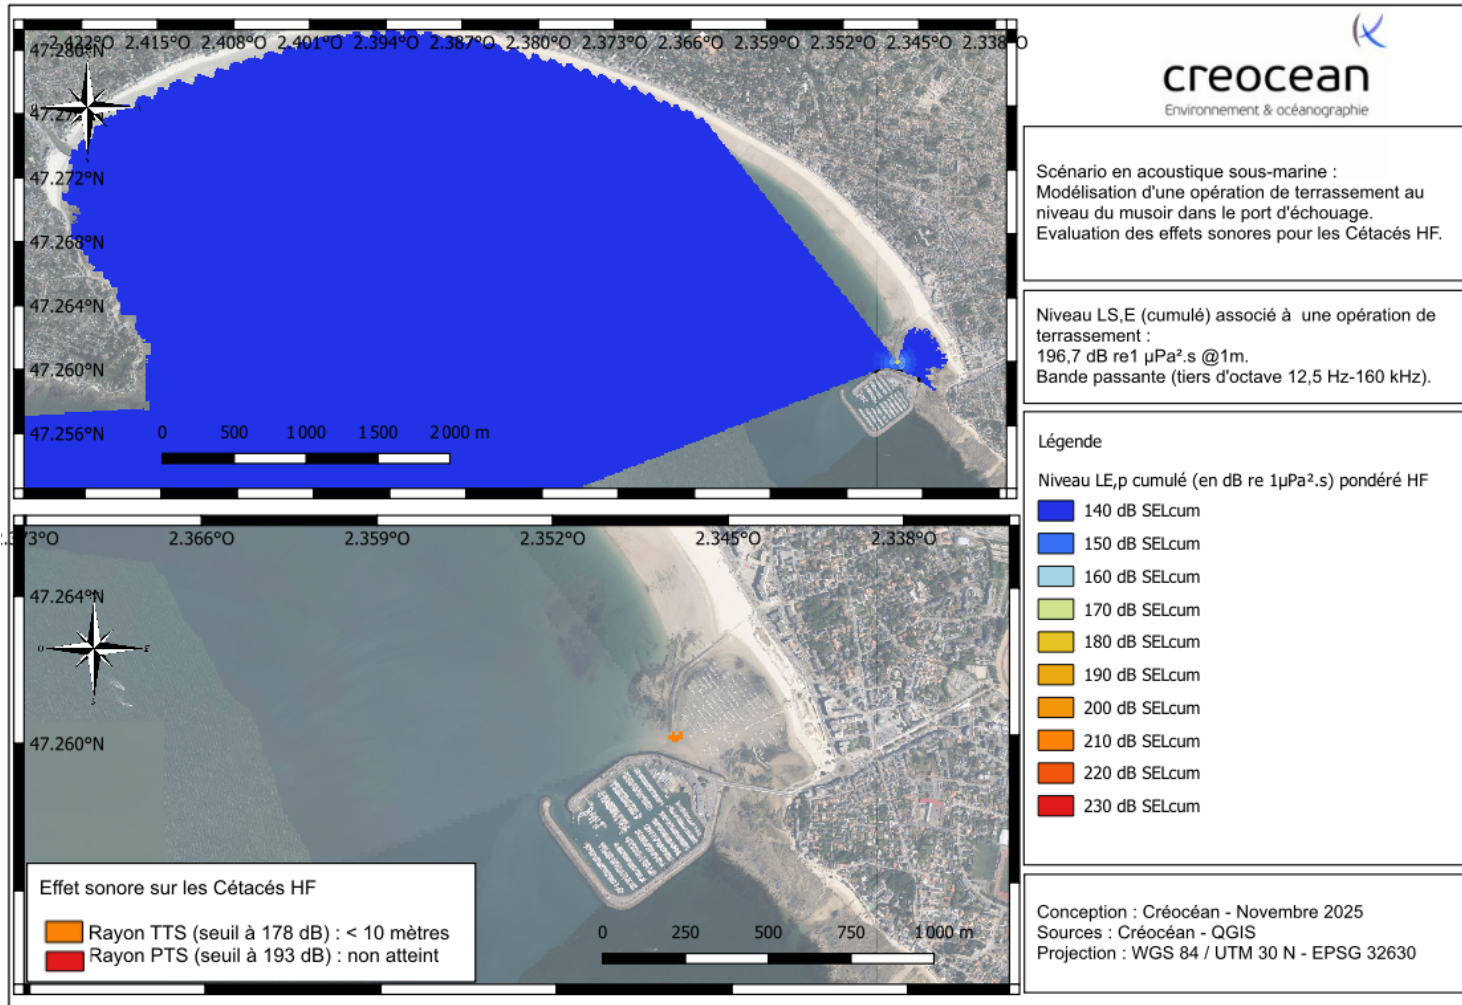 2.422°O 2.415°O 2.408°O 2.401°O 2.394°O 2.387°O 2.380°O 2.373°O 2.366°O 2.359°O 2.352°O 2.345°O 2.338°O
47.280°N
47.272°N
47.268°N
47.264°N
47.260°N
47.256°N
0 500 1 000 1 500 2 000 m
creocean
Environnement & océanographie
Scénario en acoustique sous-marine :
Modélisation d'une opération de terrassement au
niveau du musoir dans le port d'échouage.
Evaluation des effets sonores pour les Cétacés HF.
Niveau LS,E (cumulé) associé à une opération de
terrassement :
196,7 dB re1 µPa².s @1m.
Bande passante (tiers d'octave 12,5 Hz-160 kHz).
Légende
Niveau LE,p cumulé (en dB re 1µPa².s) pondéré HF
140 dB SELcum
150 dB SELcum
160 dB SELcum
170 dB SELcum
180 dB SELcum
190 dB SELcum
200 dB SELcum
210 dB SELcum
220 dB SELcum
230 dB SELcum
2.366°O 2.359°O 2.352°O 2.345°O 2.338°O
47.264°N
47.260°N
Effet sonore sur les Cétacés HF
Rayon TTS (seuil à 178 dB) : < 10 mètres
Rayon PTS (seuil à 193 dB) : non atteint
0 250 500 750 1 000 m
Conception : Créocéan - Novembre 2025
Sources : Créocéan - QGIS
Projection : WGS 84 / UTM 30 N - EPSG 32630